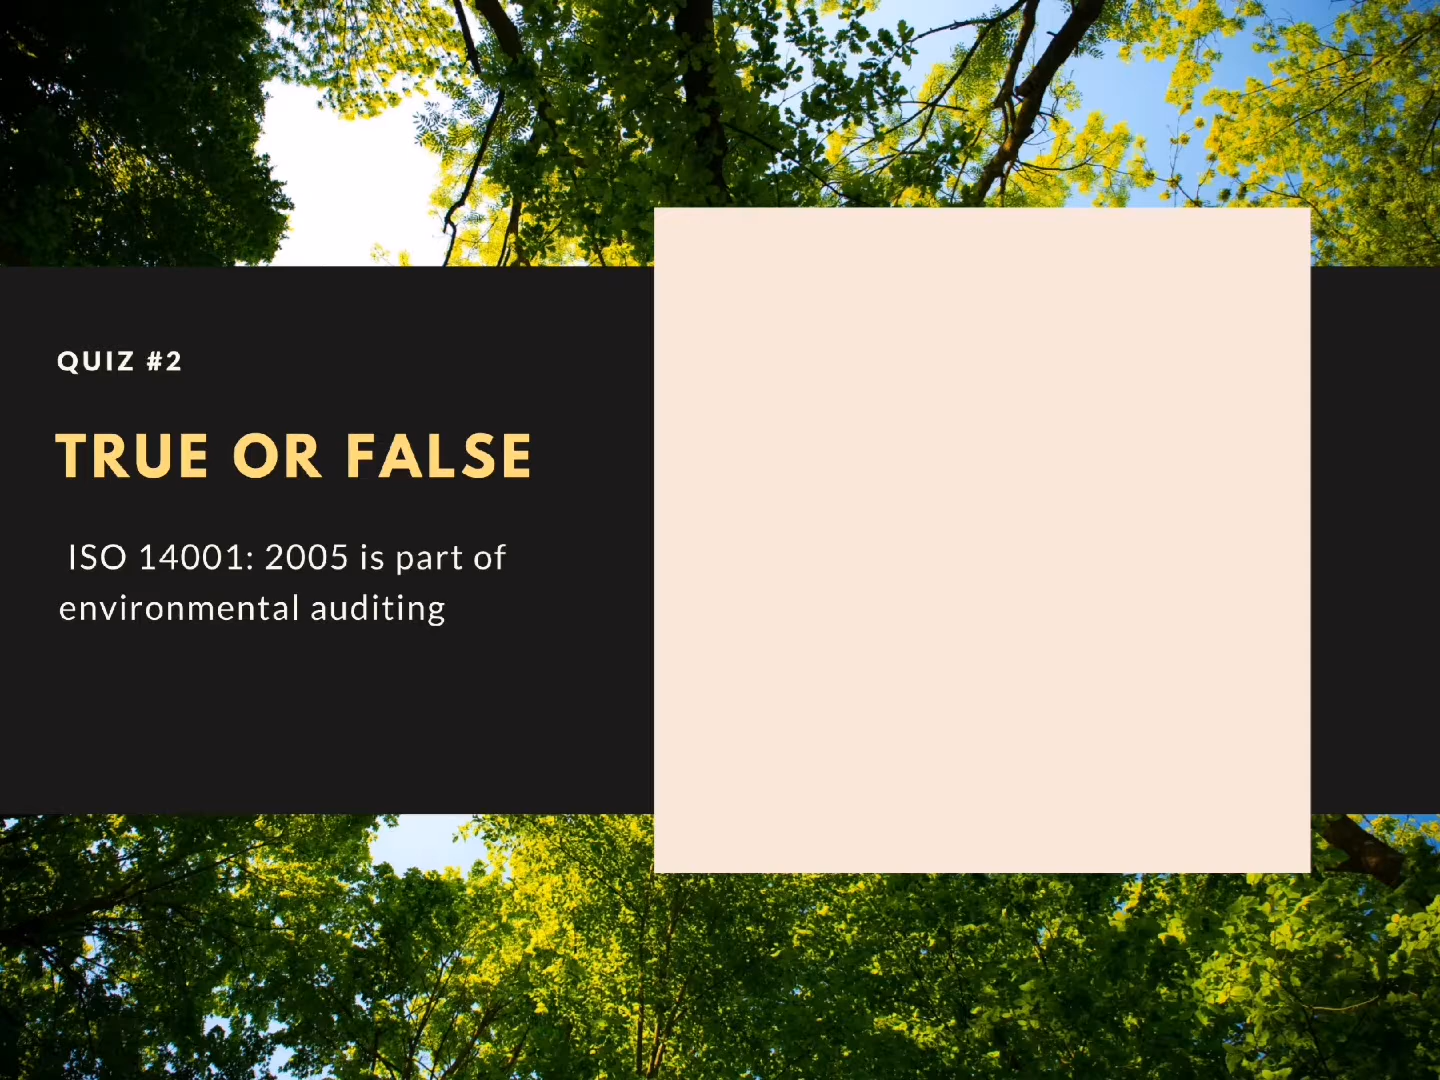 QUIZ #2
TRUE OR FALSE
ISO 14001: 2005 is part of
environmental auditing